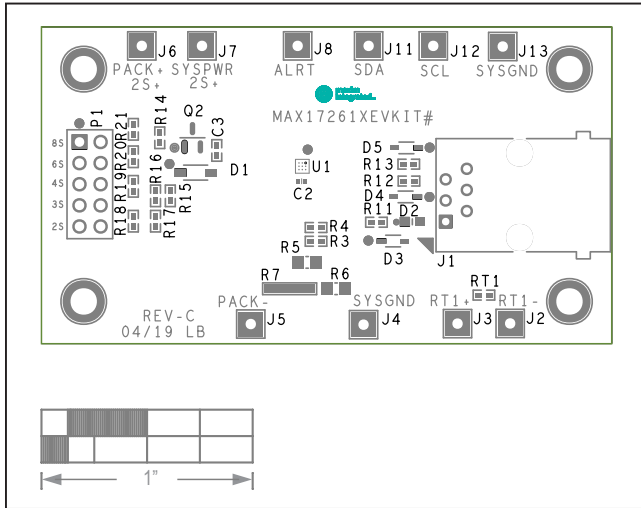 J6
J7
J8
J11
J12
J13
PACK+
2S+
SYSPWR
2S+
ALRT
SDA
SCL
SYSGND
maxim
integrated™
MAX17261XEVKIT#
P1
R21
R14
Q2
C3
8S
6S
4S
3S
2S
R20
R19
R18
R16
R17
R15
D1
U1
C2
D5
R13
R12
D4
R11
D2
D3
J1
R4
R3
R5
R7
R6
RT1
PACK-
SYSGND
RT1+
RT1-
REV-C
04/19 LB
J5
J4
J3
J2
1”